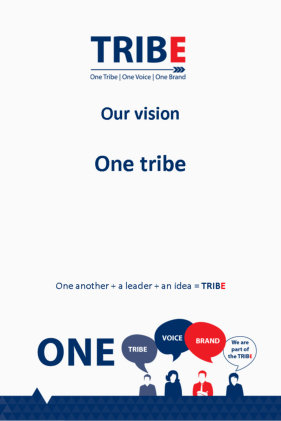 TRIBE
One Tribe | One Voice | One Brand
Our vision
One tribe
One another ÷ a leader ÷ an idea = TRIBE
ONE
TRIBE
VOICE
BRAND
We are
part of
the TRIBE